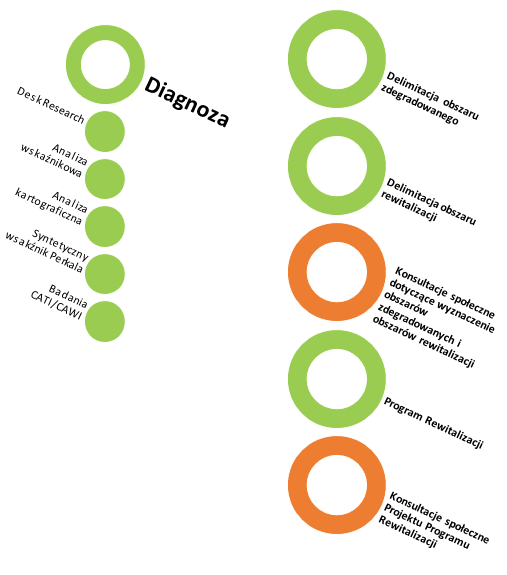 Diagnoza
Desk Research
Analiza
wskaźnikowa
Analiza
kartograficzna
Syntetyczny
wsakźnik Perkala
Badania
CATI/CAWI
Delimitacja obszaru
zdegradowanego
Delimitacja obszaru
rewitalizacji
Konsultacje społeczne
dotyczące wyznaczenie
obszarów
zdegradowanych i
obszarów rewitalizacji
Program Rewitalizacji
Konsultacje społeczne
Projektu Programu
Rewitalizacji